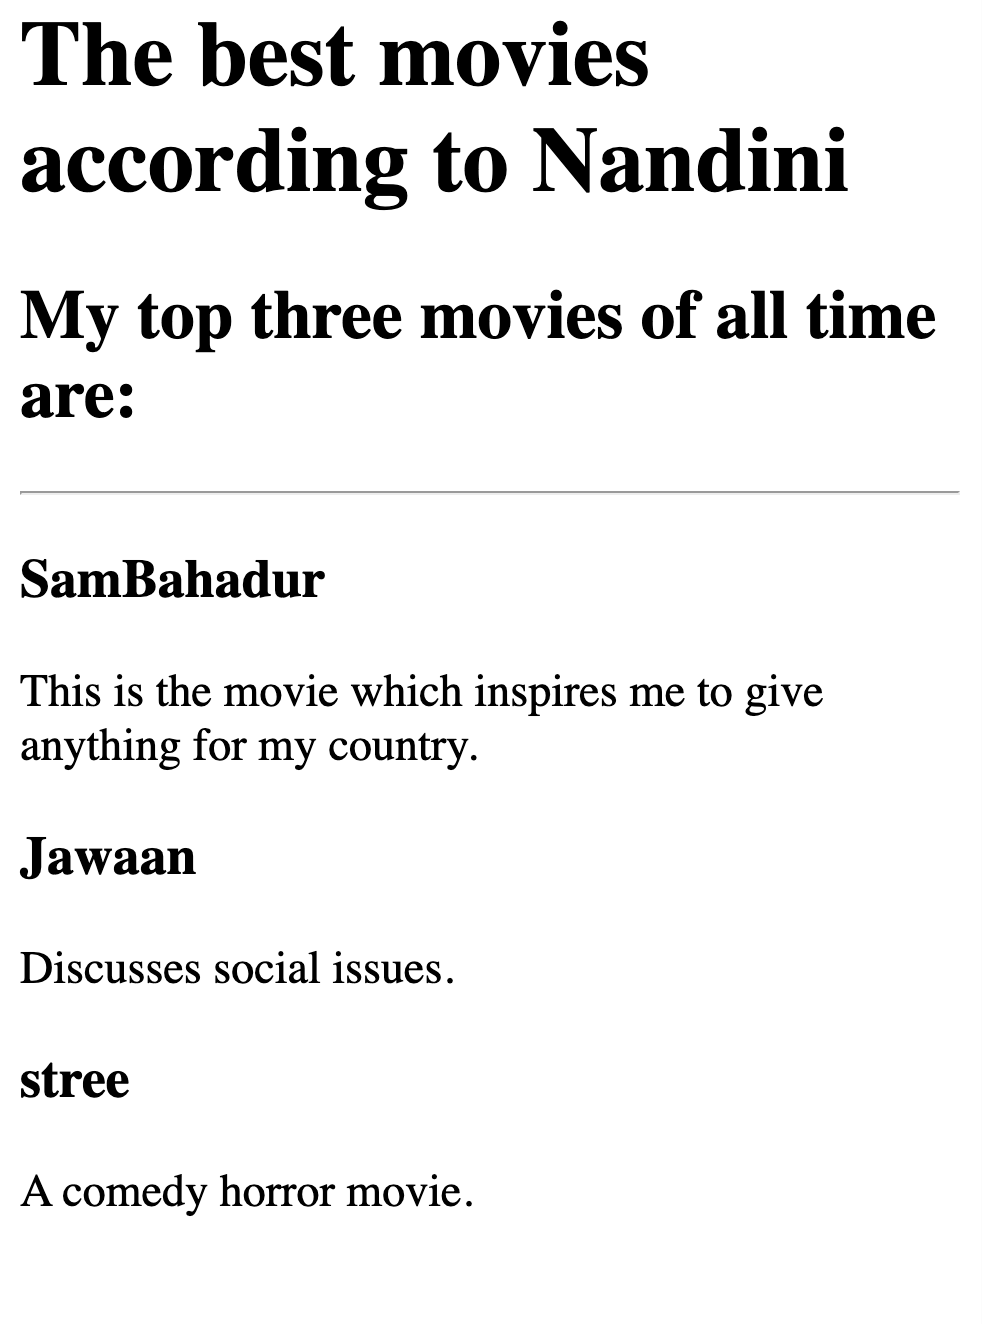 The best movies
according to Nandini
My top three movies of all time
are:
SamBahadur
This is the movie which inspires me to give
anything for my country.
Jawaan
Discusses social issues.
stree
A comedy horror movie.